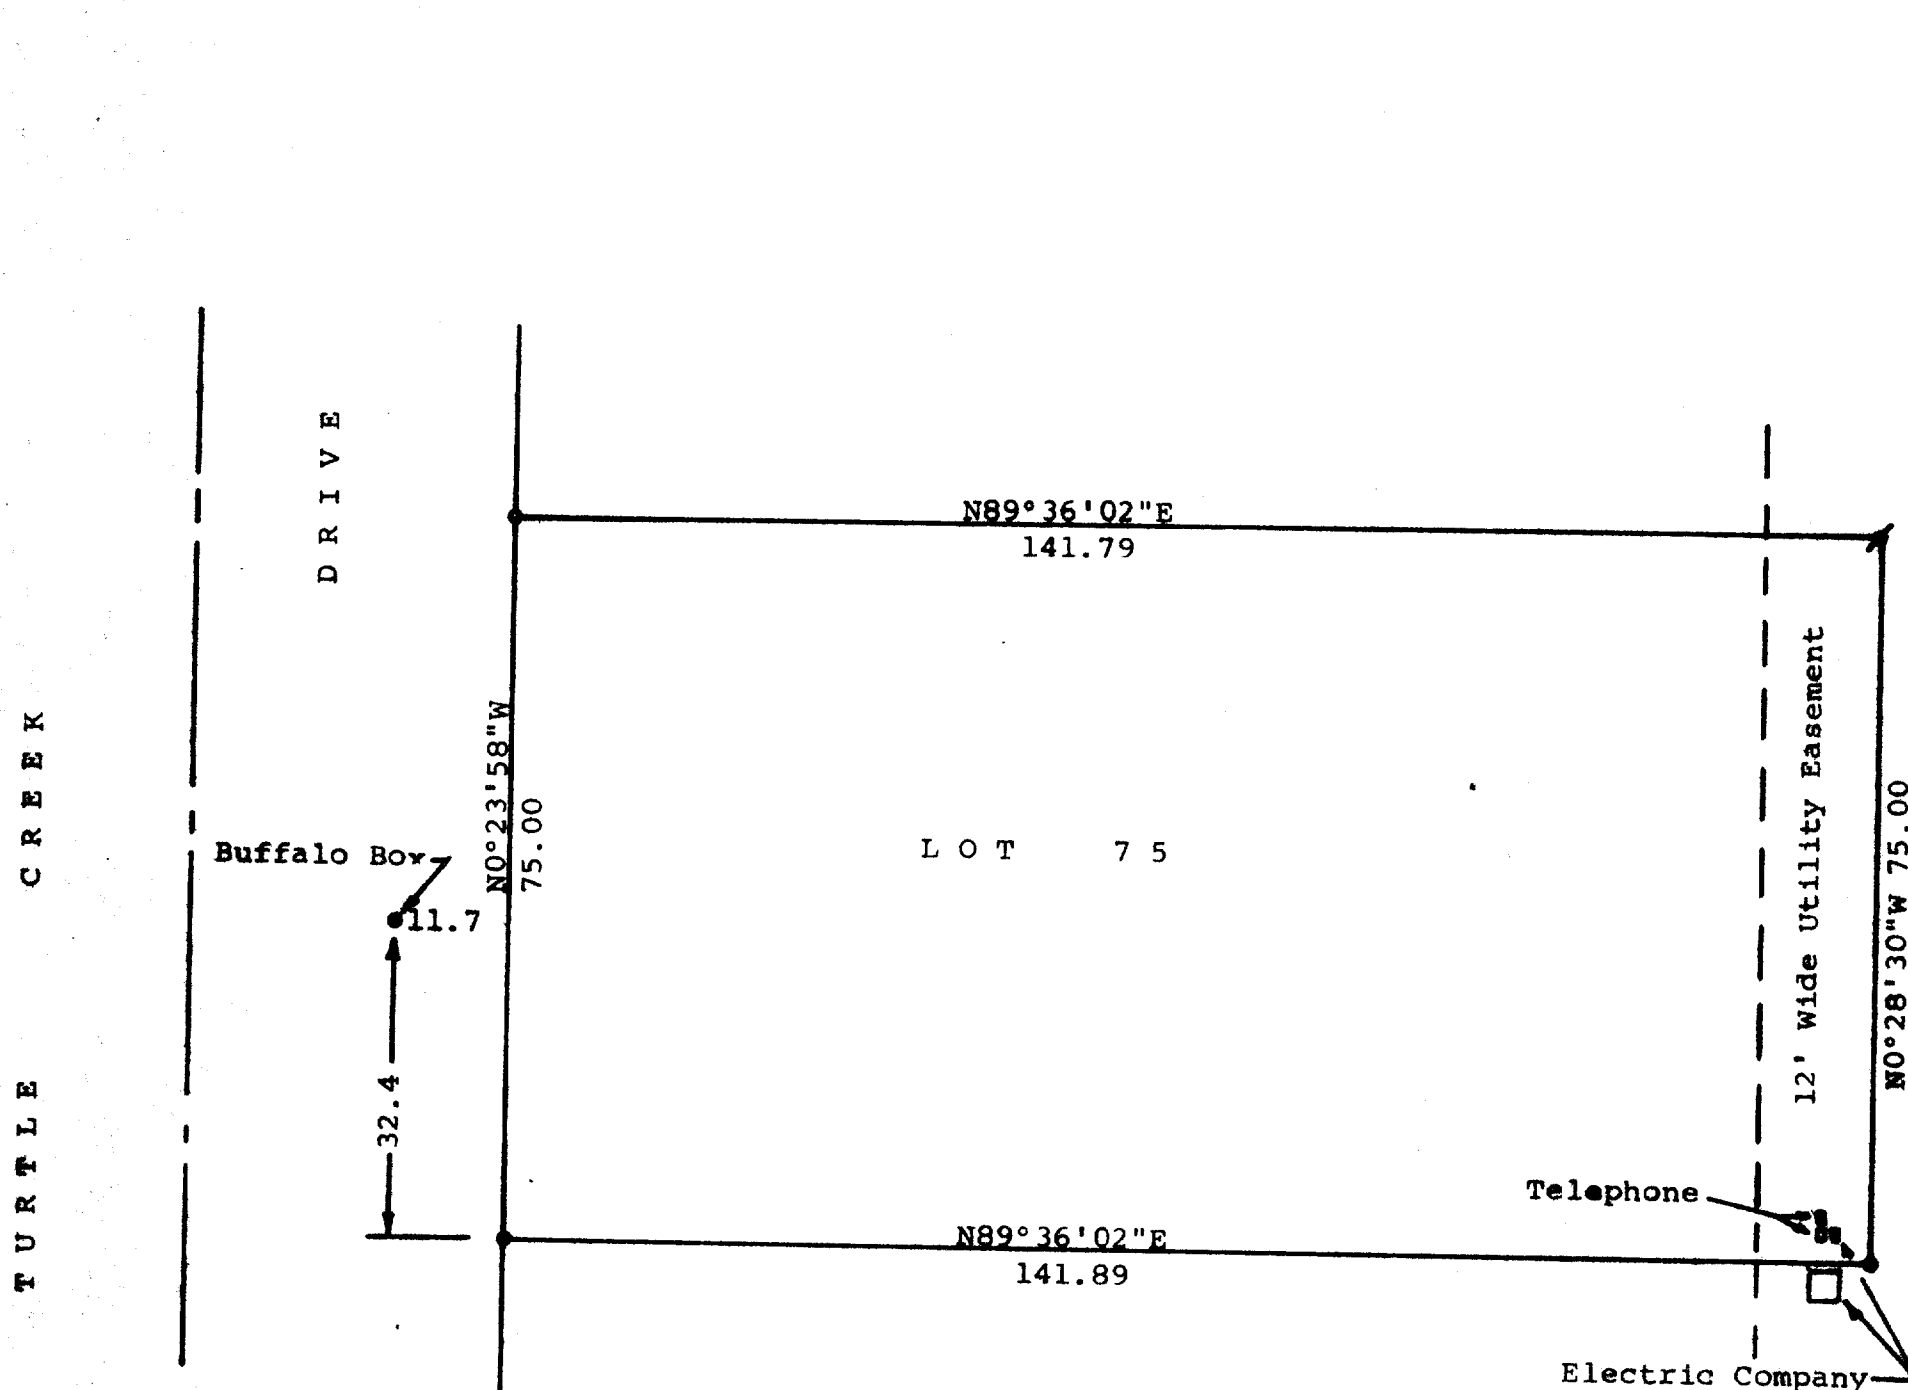 TURTLE CREEK
DRIVE
N89°36'02"E
141.79
N0°23'58"W
75.00
Buffalo Box
11.7
32.4
LOT 75
12' Wide Utility Easement
N0°28'30"W 75.00
Telephone
N89°36'02"E
141.89
Electric Company